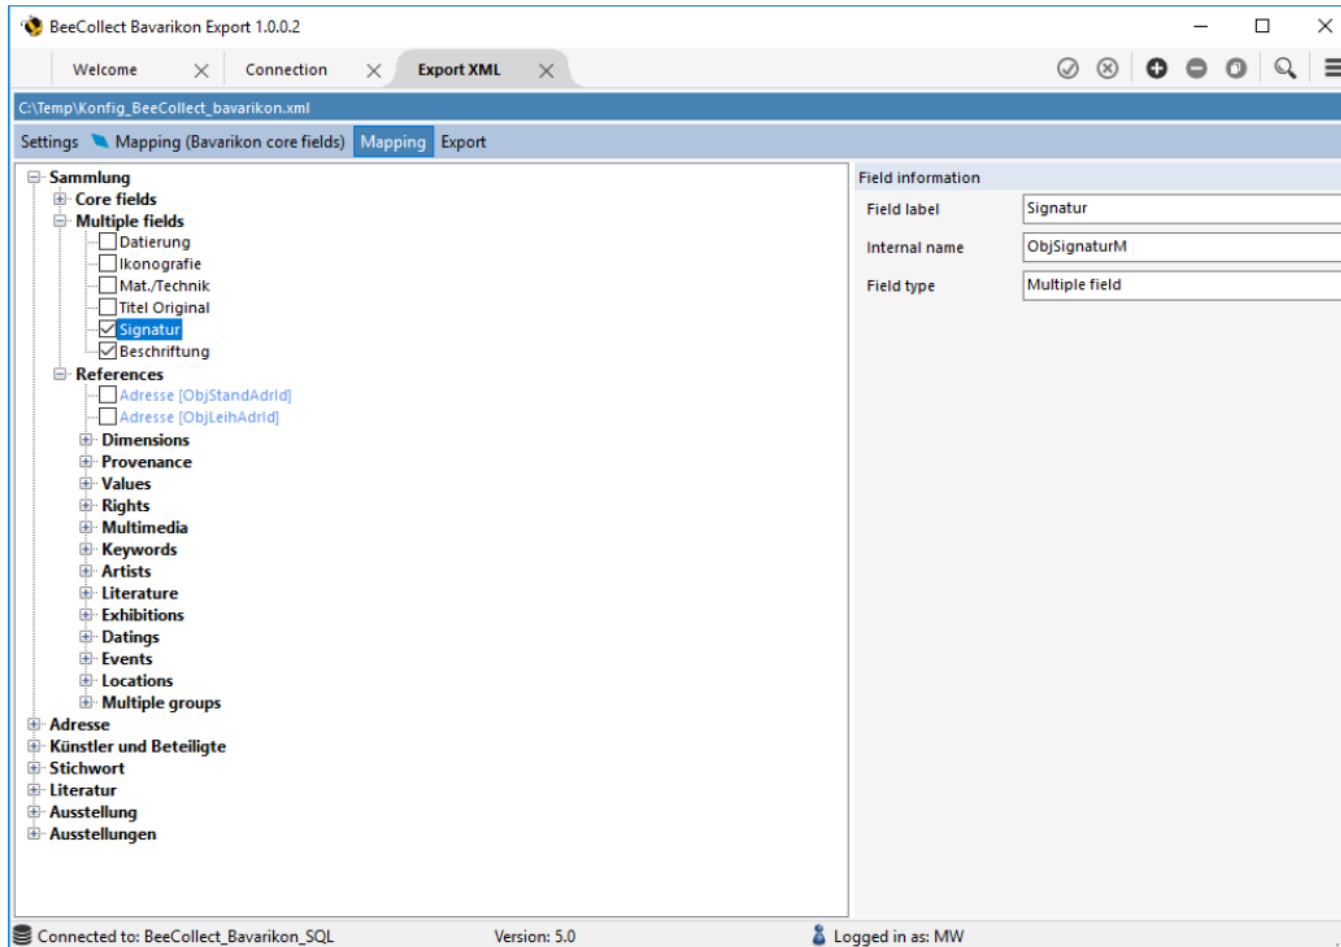 BeeCollect Bavarikon Export 1.0.0.2
Welcome Connection Export XML
C:\Temp\Konfig_BeeCollect_bavarikon.xml
Settings Mapping (Bavarikon core fields) Mapping Export
Sammlung
Core fields
Multiple fields
Datierung
Ikonografie
Mat./Technik
Titel Original
Signatur
Beschriftung
References
Adresse [ObjStandAdrId]
Adresse [ObjLeihAdrId]
Dimensions
Provenance
Values
Rights
Multimedia
Keywords
Artists
Literature
Exhibitions
Datings
Events
Locations
Multiple groups
Adresse
Künstler und Beteiligte
Stichwort
Literatur
Ausstellung
Ausstellungen
Field information
Field label Signatur
Internal name ObjSignaturM
Field type Multiple field
Connected to: BeeCollect_Bavarikon_SQL Version: 5.0 Logged in as: MW